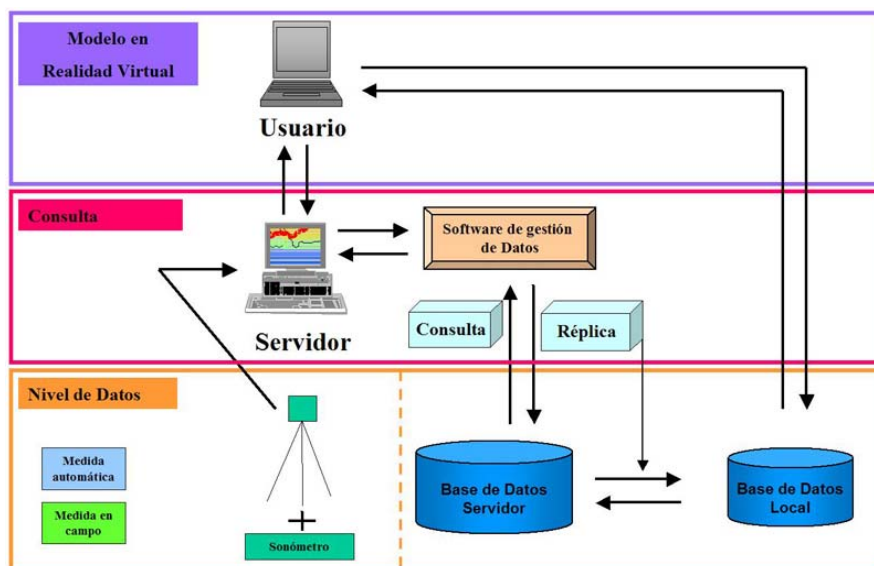 Modelo en
Realidad Virtual
Usuario
Consulta
Software de gestión
de Datos
Servidor
Consulta
Réplica
Nivel de Datos
Medida
automática
Medida en
campo
Sonómetro
Base de Datos
Servidor
Base de Datos
Local